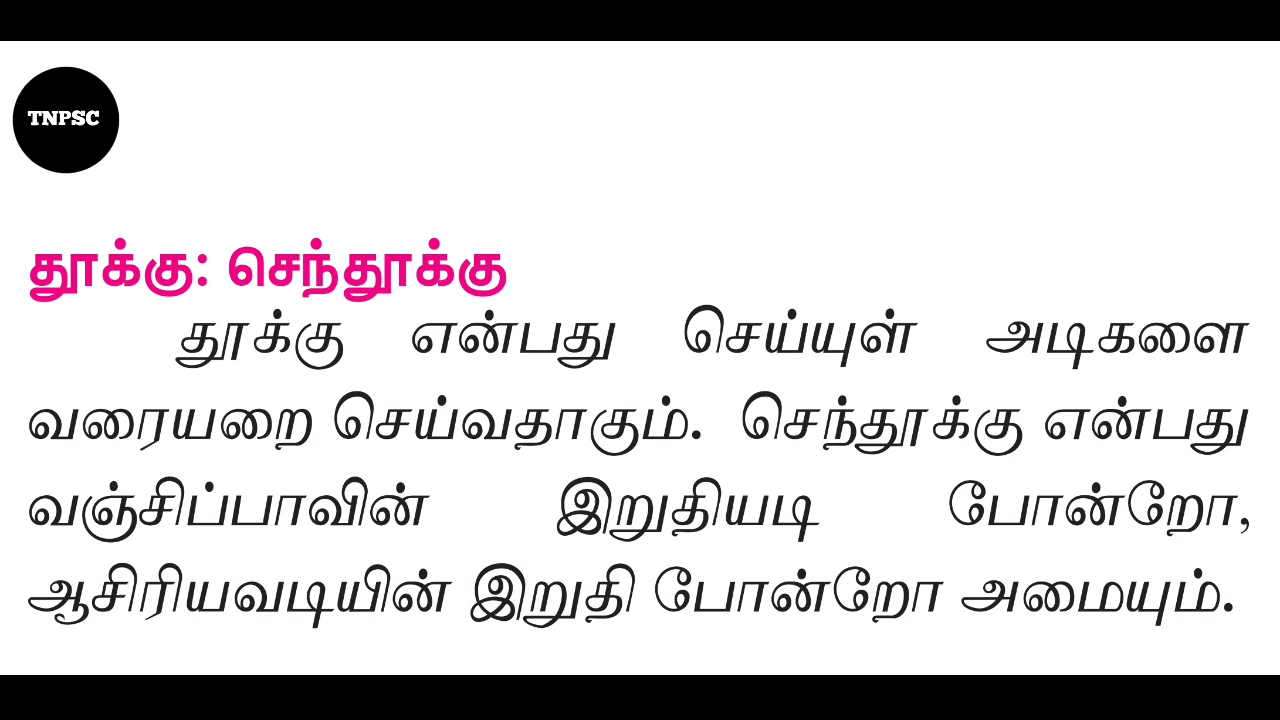 TNPSC
தூக்கு: செந்தூக்கு
தூக்கு என்பது செய்யுள் அடிகளை
வரையறை செய்வதாகும். செந்தூக்கு என்பது
வஞ்சிப்பாவின் இறுதியடி போன்றோ,
ஆசிரியவடியின் இறுதி போன்றோ அமையும்.